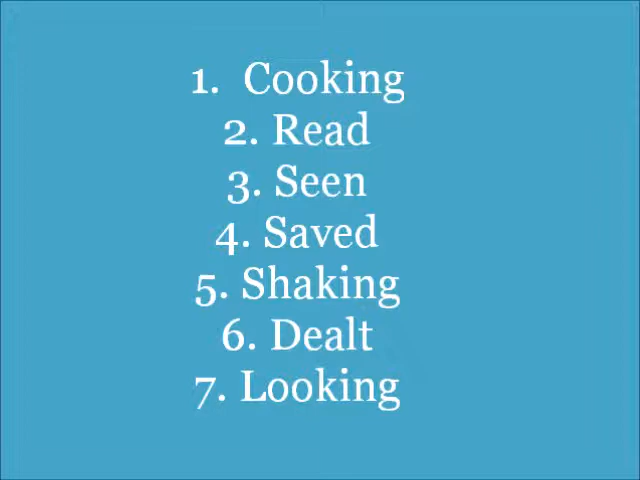 1. Cooking
2. Read
3. Seen
4. Saved
5. Shaking
6. Dealt
7. Looking